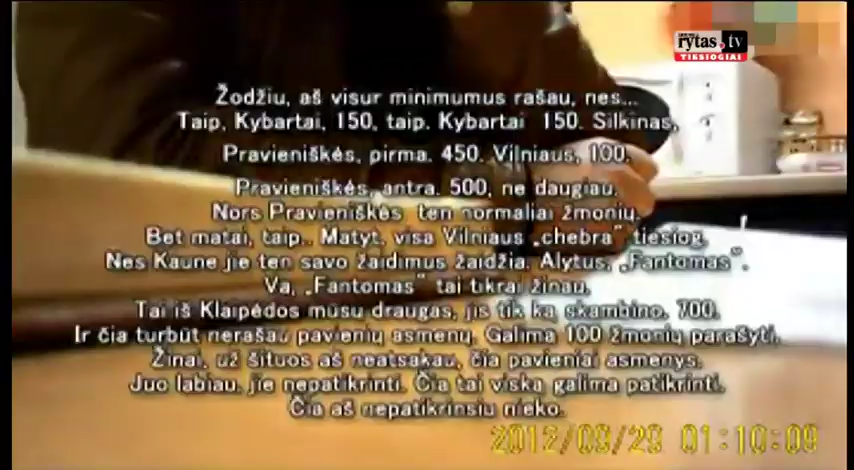 lietuvos
rytas.tv
TIESIOGIAI
Žodžiu, aš visur minimumus rašau, nes...
Taip, Kybartai, 150, taip. Kybartai 150. Silkinas,
Pravieniškės, pirma. 450. Vilniaus, 100.
Pravieniškės, antra. 500, ne daugiau.
Nors Pravieniškės ten normaliai žmonių.
Bet matai, taip.. Matyt, visa Vilniaus „chebra“ tiesiog.
Nes Kaune jie ten savo žaidimus žaidžia. Alytus, „Fantomas“.
Va, „Fantomas“ tai tikrai žinau.
Tai iš Klaipėdos mūsų draugas, jis tik ką skambino, 700.
Ir čia turbūt nerašau pavienių asmenų. Galima 100 žmonių parašyti.
Žinai, už šituos aš neatsakau, čia pavieniai asmenys.
Juo labiau, jie nepatikrinti. Čia tai viską galima patikrinti.
Čia aš nepatikrinsiu nieko.
2012/09/29 01:10:09